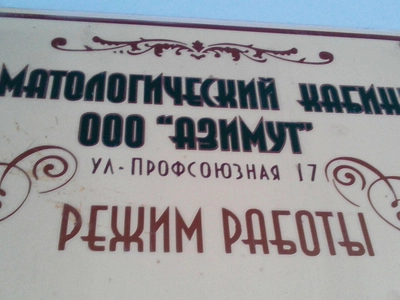 МАТОЛОГИЧЕСКИЙ КАБИН
ООО "АЗИМУТ"
УЛ-ПРОФСОЮЗНАЯ 17
РЕЖИМ РАБОТЫ